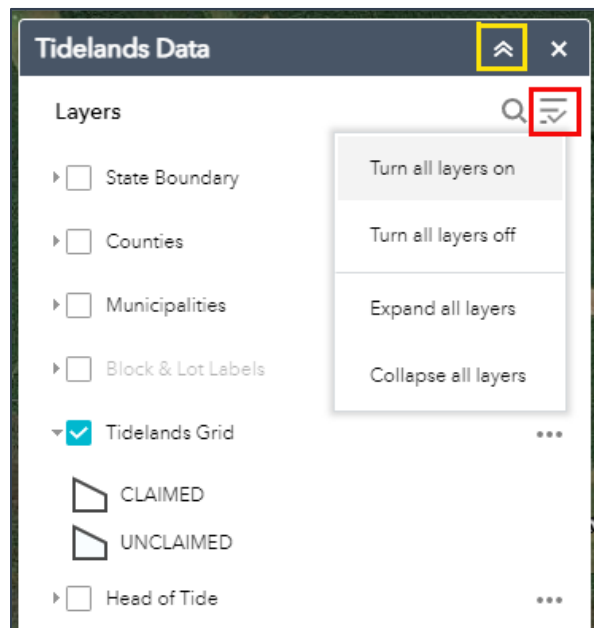 Tidelands Data
Layers
State Boundary
Counties
Municipalities
Block & Lot Labels
Tidelands Grid
CLAIMED
UNCLAIMED
Head of Tide
Turn all layers on
Turn all layers off
Expand all layers
Collapse all layers